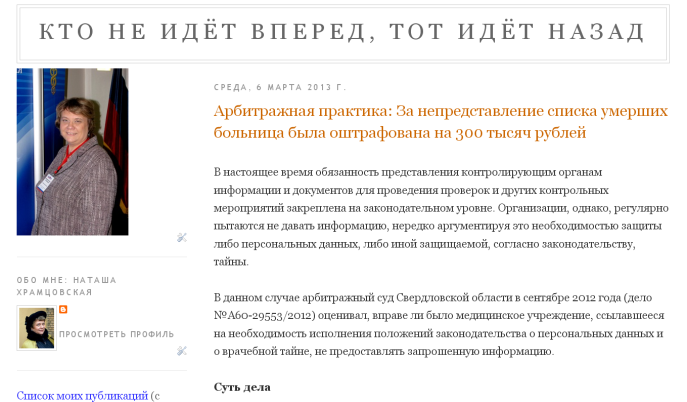 КТО НЕ ИДЁТ ВПЕРЕД, ТОТ ИДЁТ НАЗАД
СРЕДА, 6 МАРТА 2013 Г.
Арбитражная практика: За непредставление списка умерших
больница была оштрафована на 300 тысяч рублей
В настоящее время обязанность представления контролирующим органам
информации и документов для проведения проверок и других контрольных
мероприятий закреплена на законодательном уровне. Организации, однако, регулярно
пытаются не давать информацию, нередко аргументируя это необходимостью защиты
либо персональных данных, либо иной защищаемой, согласно законодательству,
тайны.
В данном случае арбитражный суд Свердловской области в сентябре 2012 года (дело
№А60-29553/2012) оценивал, вправе ли было медицинское учреждение, ссылавшееся
на необходимость исполнения положений законодательства о персональных данных и
о врачебной тайне, не предоставлять запрошенную информацию.
Суть дела
ОБО МНЕ: НАТАША
ХРАМЦОВСКАЯ
ПРОСМОТРЕТЬ ПРОФИЛЬ
Список моих публикаций (с